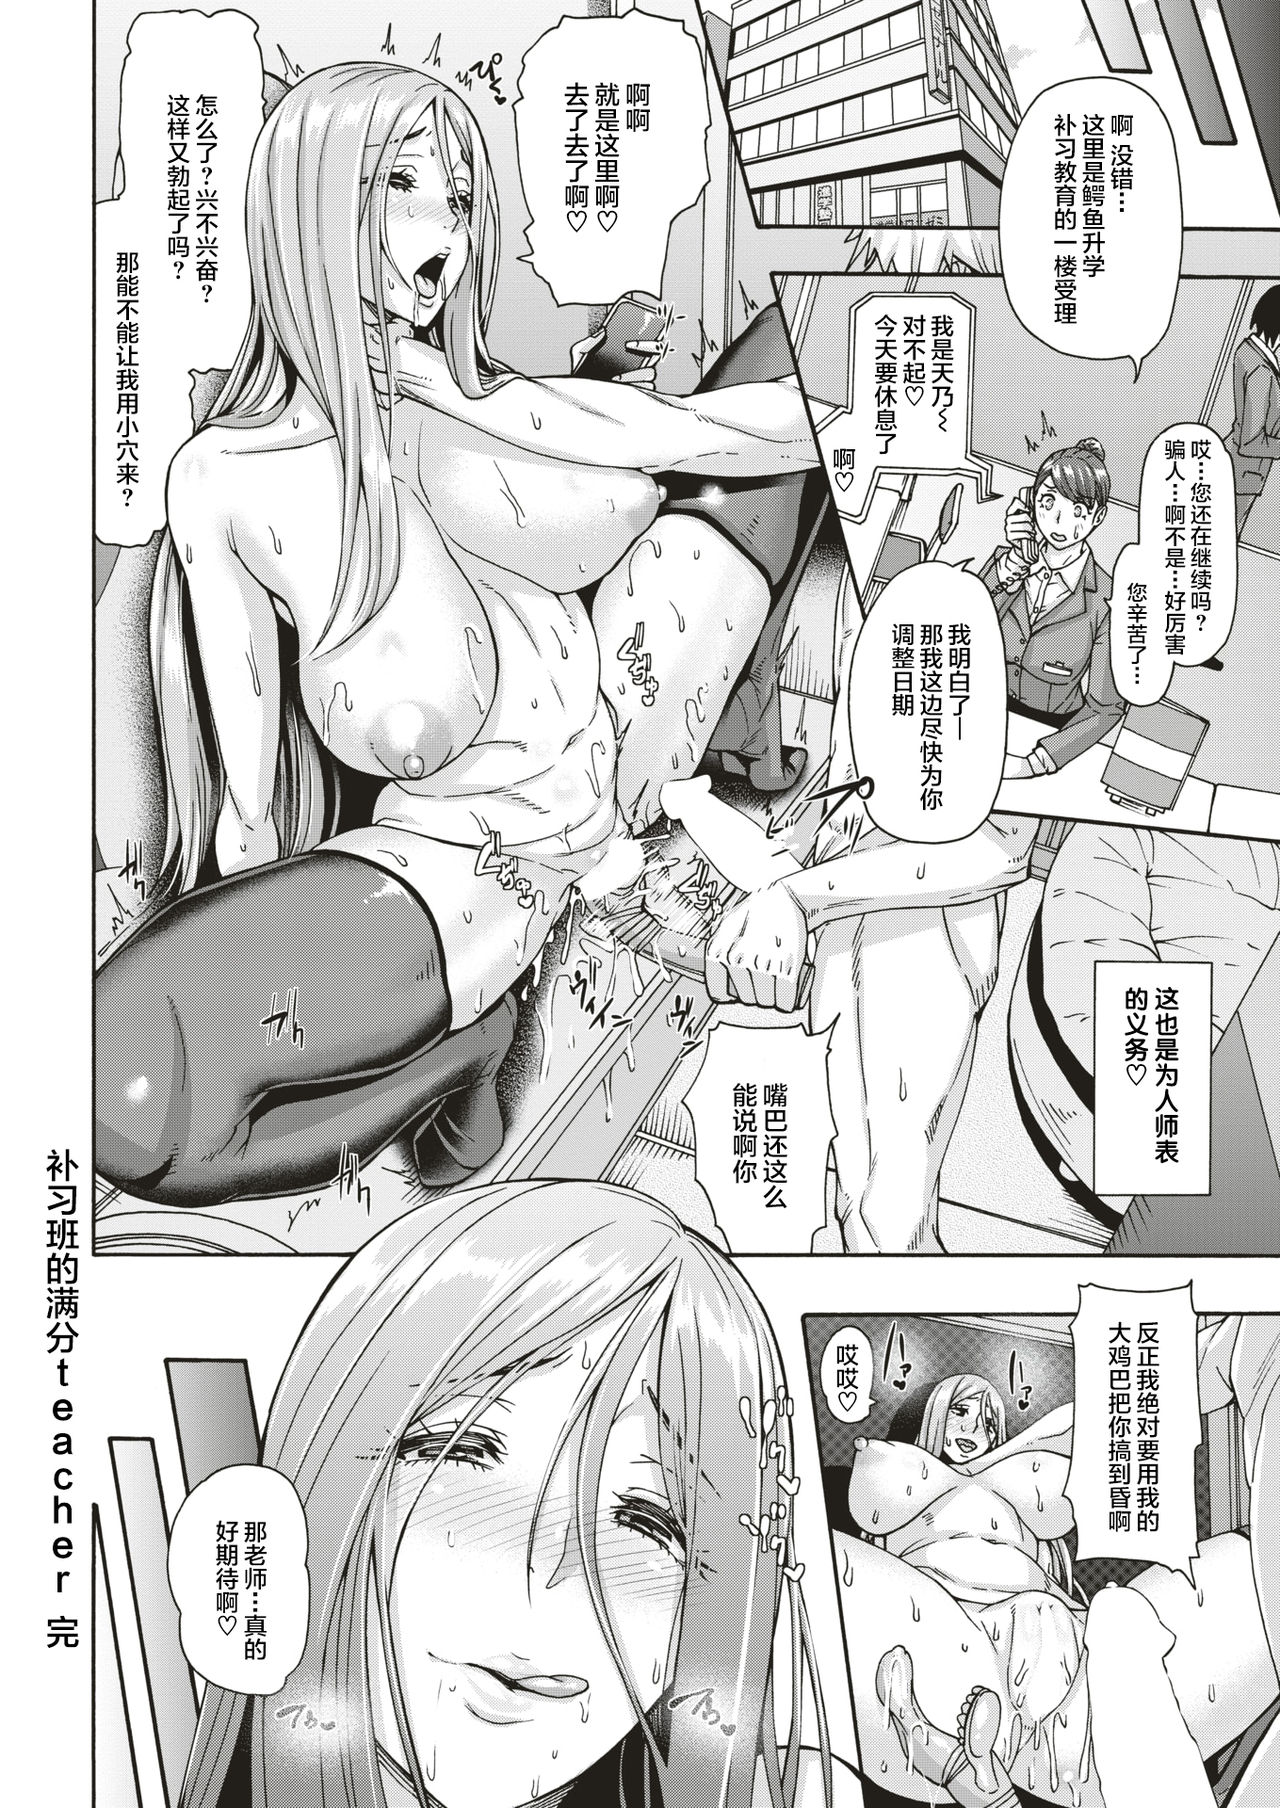 啊 没错…
这里是鳄鱼升学
补习教育的一楼受理
我是天乃～
对不起♡
今天要休息了
啊♡
哎…您还在继续吗？
骗人…啊不是…好厉害
您辛苦了…
我明白了—
那我这边尽快为你
调整日期
啊啊
就是这里啊♡
去了去了啊♡
怎么了？兴不兴奋？
这样又勃起了吗？
那能不能让我用小穴来？
这也是为人师表
的义务♡
嘴巴还这么
能说啊你
反正我绝对要用我的
大鸡巴把你搞到昏啊
哎哎♡
那老师…真的
好期待啊♡
补习班的满分teacher 完